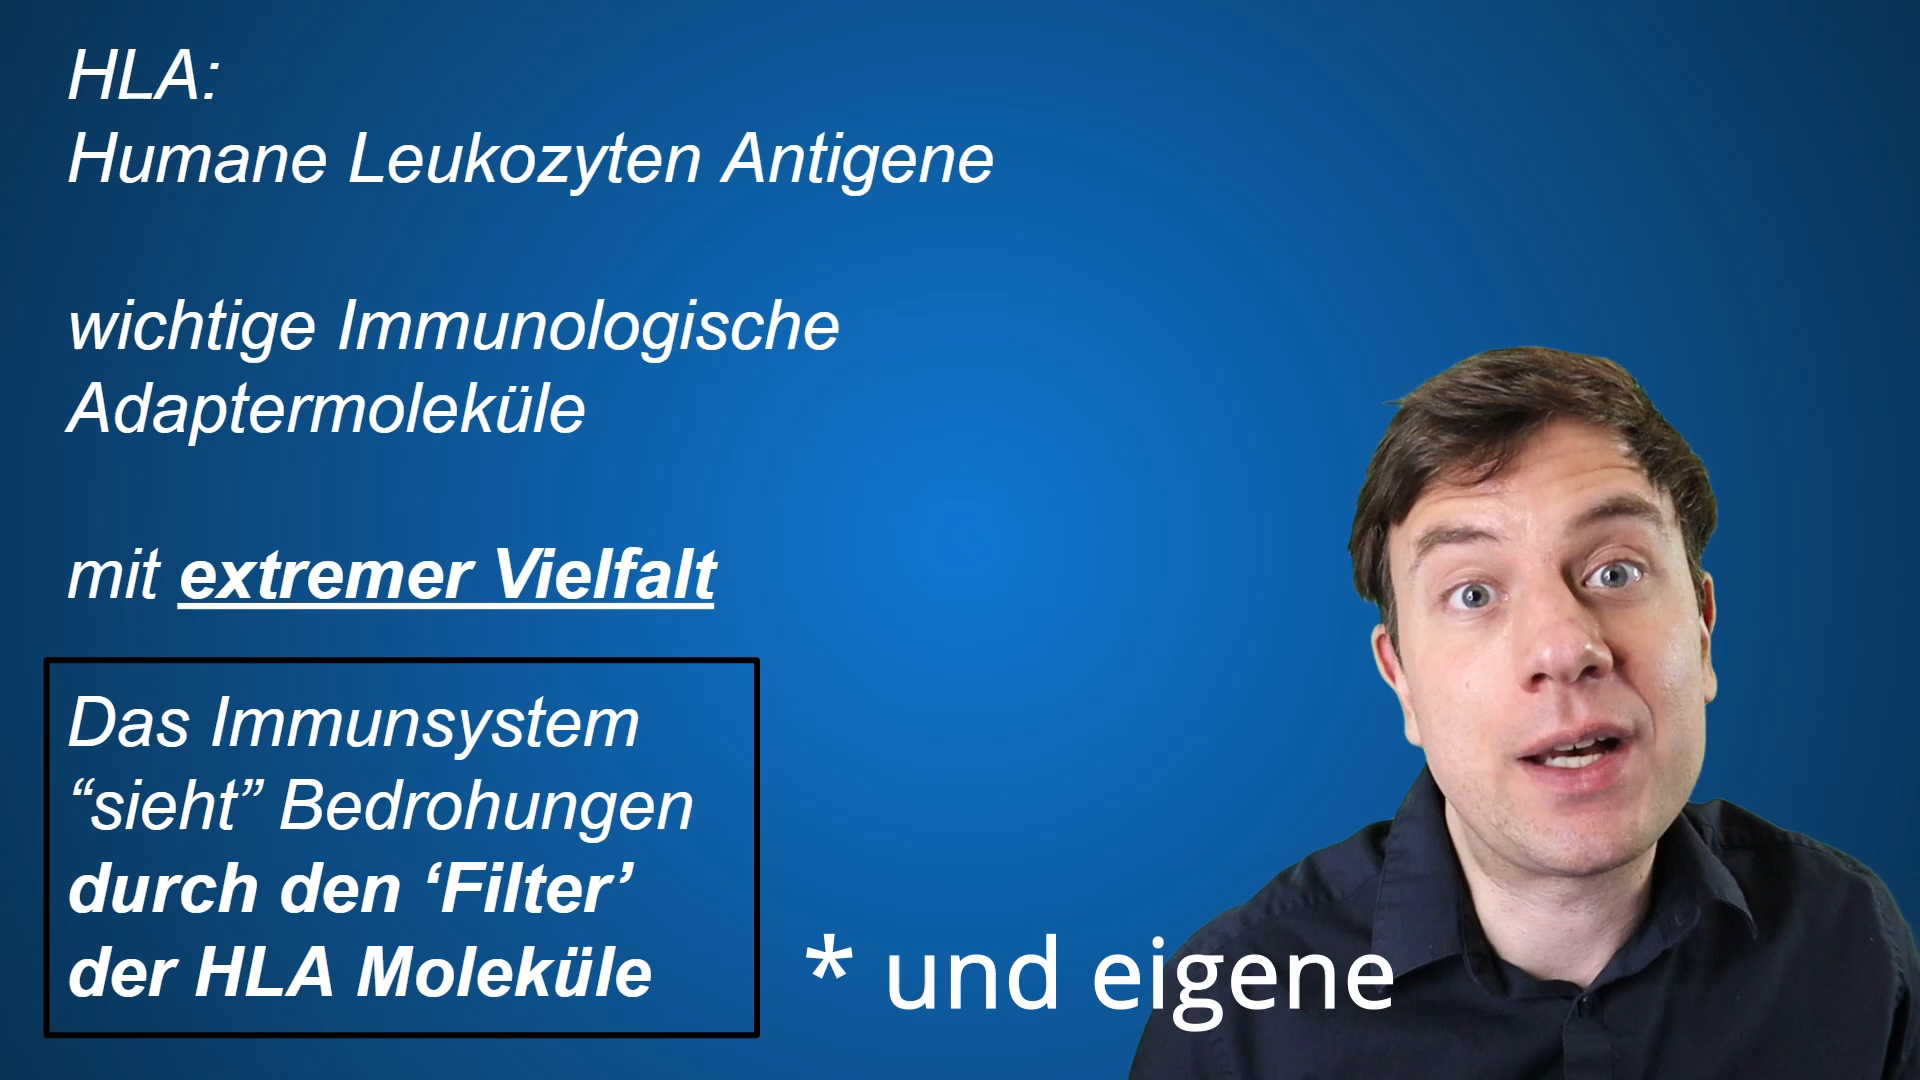 HLA:
Humane Leukozyten Antigene
wichtige Immunologische
Adaptermoleküle
mit extremer Vielfalt
Das Immunsystem
“sieht” Bedrohungen
durch den ‘Filter’
der HLA Moleküle
* und eigene